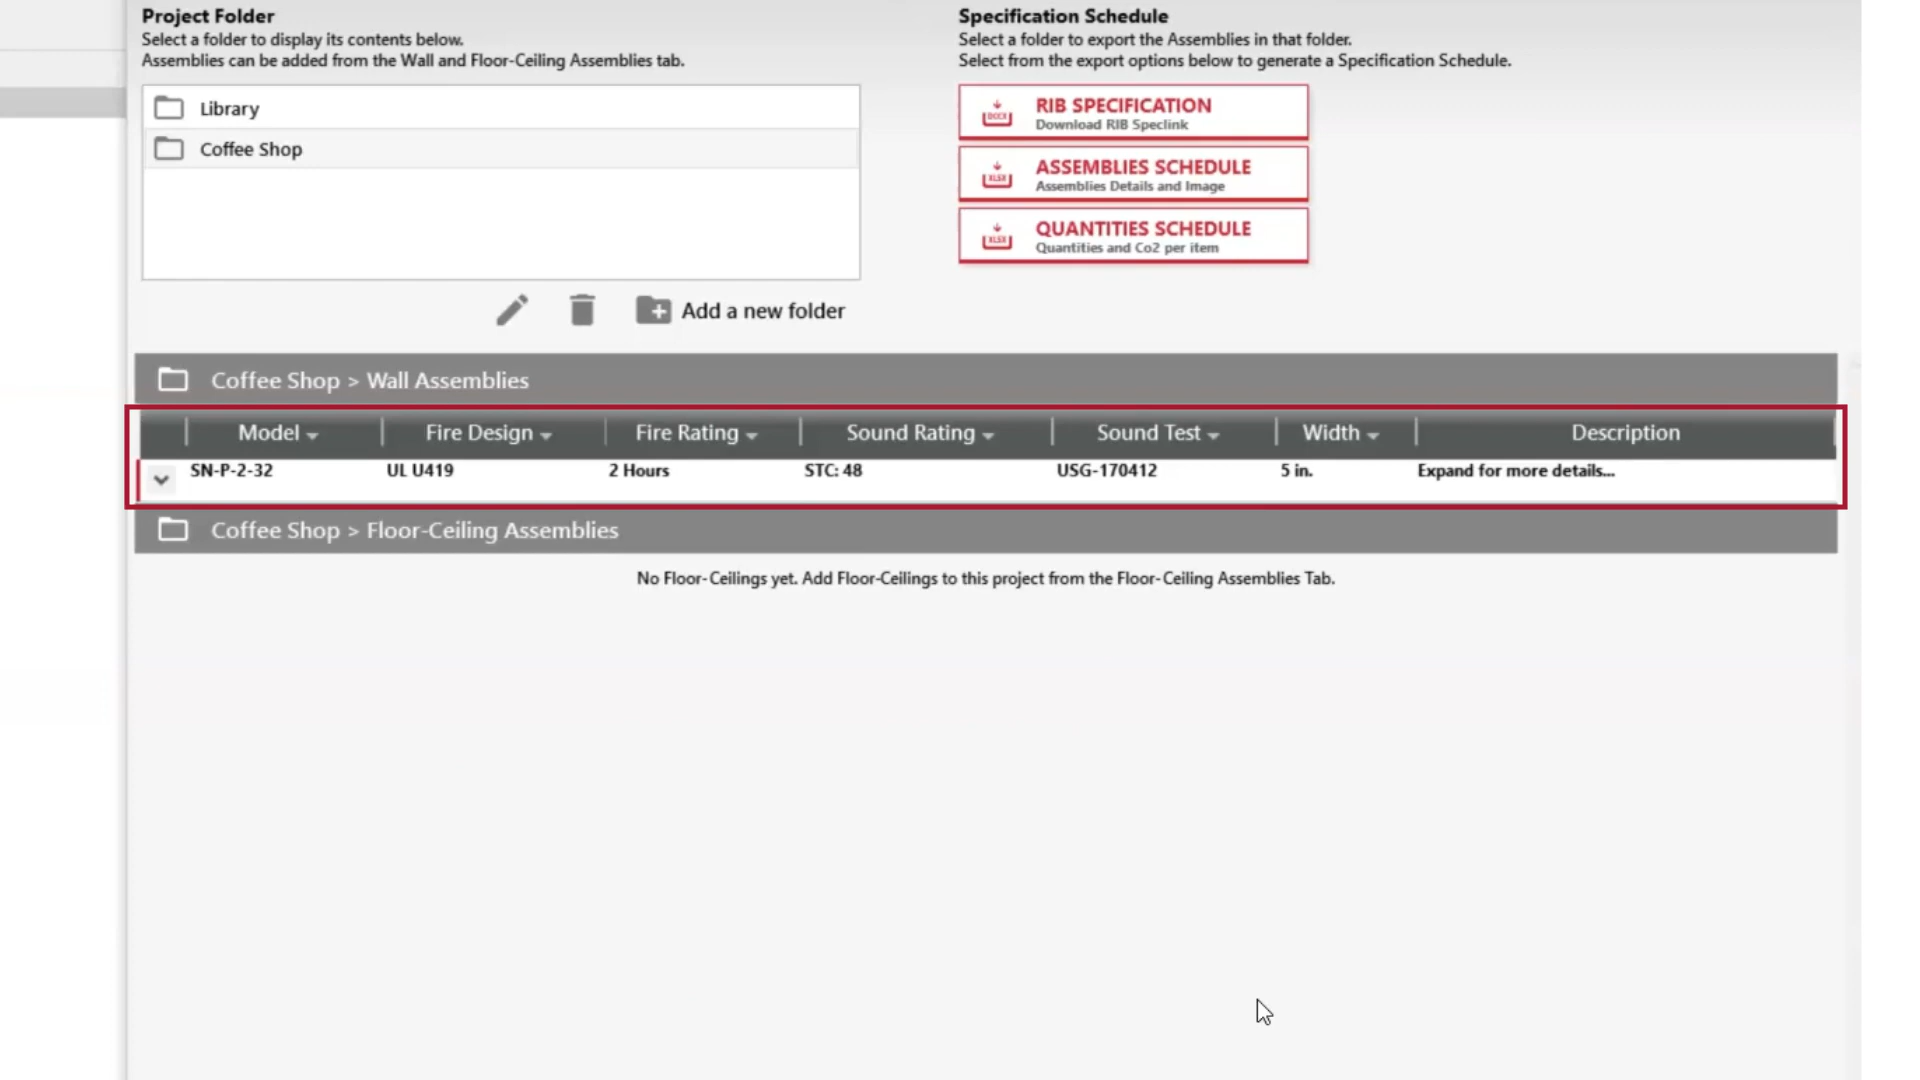 Project Folder
Select a folder to display its contents below.
Assemblies can be added from the Wall and Floor-Ceiling Assemblies tab.
Library
Coffee Shop
Add a new folder
Specification Schedule
Select a folder to export the Assemblies in that folder.
Select from the export options below to generate a Specification Schedule.
DOCX
RIB SPECIFICATION
Download RIB Speclink
XLSX
ASSEMBLIES SCHEDULE
Assemblies Details and Image
XLSX
QUANTITIES SCHEDULE
Quantities and Co2 per item
Coffee Shop > Wall Assemblies
Model Fire Design Fire Rating Sound Rating Sound Test Width Description
SN-P-2-32 UL U419 2 Hours STC: 48 USG-170412 5 in. Expand for more details...
Coffee Shop > Floor-Ceiling Assemblies
No Floor-Ceilings yet. Add Floor-Ceilings to this project from the Floor-Ceiling Assemblies Tab.